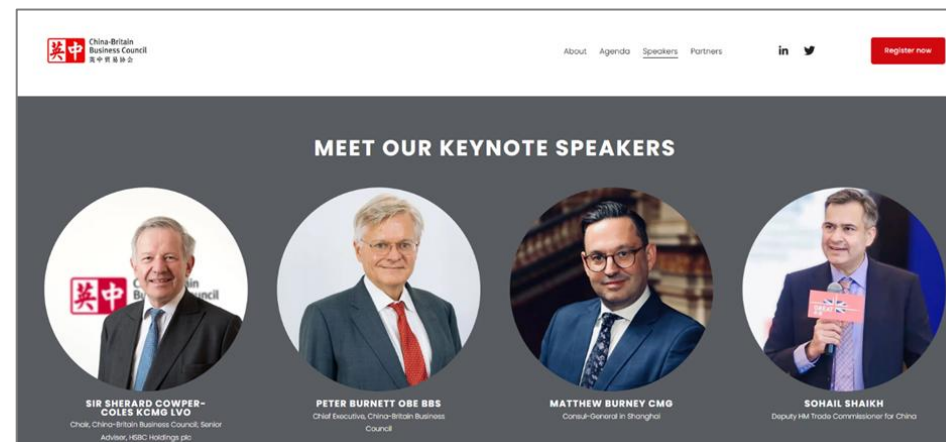 英中
China-Britain
Business Council
英中贸易协会
About Agenda Speakers Partners in Register now
MEET OUR KEYNOTE SPEAKERS
英中
GREAT
SIR SHERARD COWPER-
COLES KCMG LVO
Chair, China-Britain Business Council; Senior
Adviser, HSBC Holdings plc
PETER BURNETT OBE BBS
Chief Executive, China-Britain Business
Council
MATTHEW BURNEY CMG
Consul-General in Shanghai
SOHAIL SHAIKH
Deputy HM Trade Commissioner for China